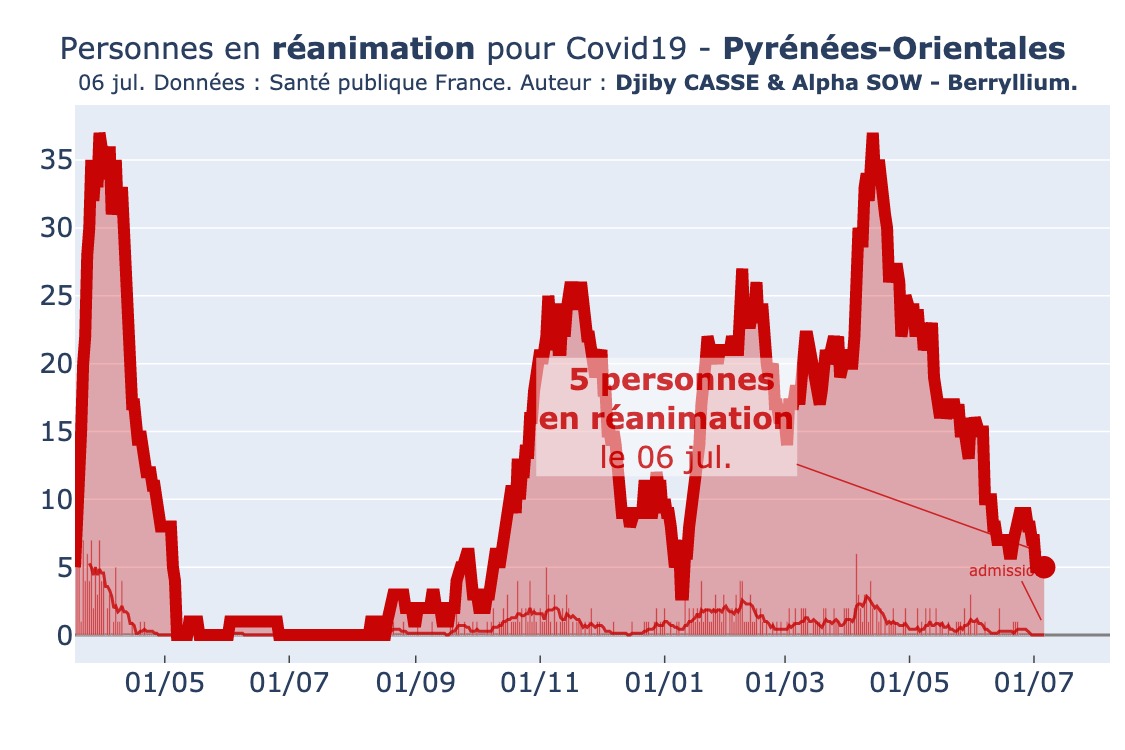 Personnes en réanimation pour Covid19 - Pyrénées-Orientales
06 jul. Données : Santé publique France. Auteur : Djiby CASSE & Alpha SOW - Berryllium.
35
30
25
20
15
10
5
0
5 personnes
en réanimation
le 06 jul.
admissio
01/05 01/07 01/09 01/11 01/01 01/03 01/05 01/07